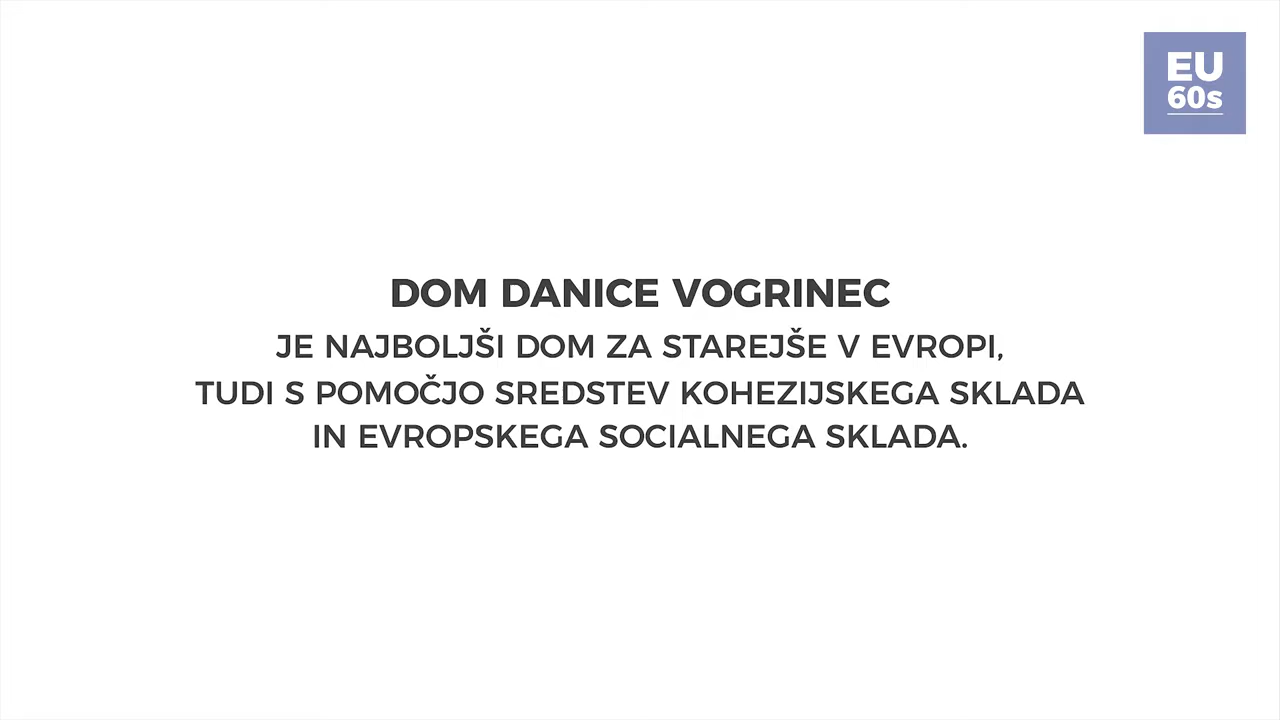 EU
60s
DOM DANICE VOGRINEC
JE NAJBOLJŠI DOM ZA STAREJŠE V EVROPI,
TUDI S POMOČJO SREDSTEV KOHEZIJSKEGA SKLADA
IN EVROPSKEGA SOCIALNEGA SKLADA.